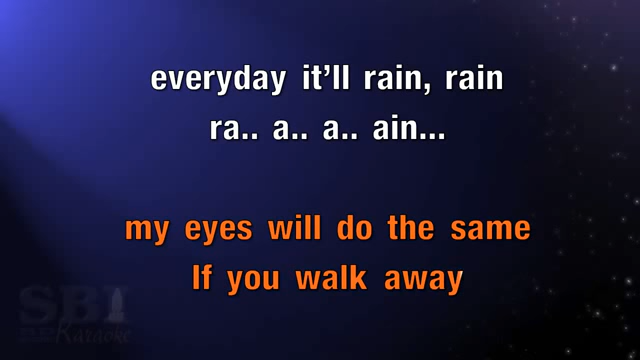 everyday it’ll rain, rain
ra.. a.. a.. ain...
my eyes will do the same
If you walk away
SBI
Karaoke